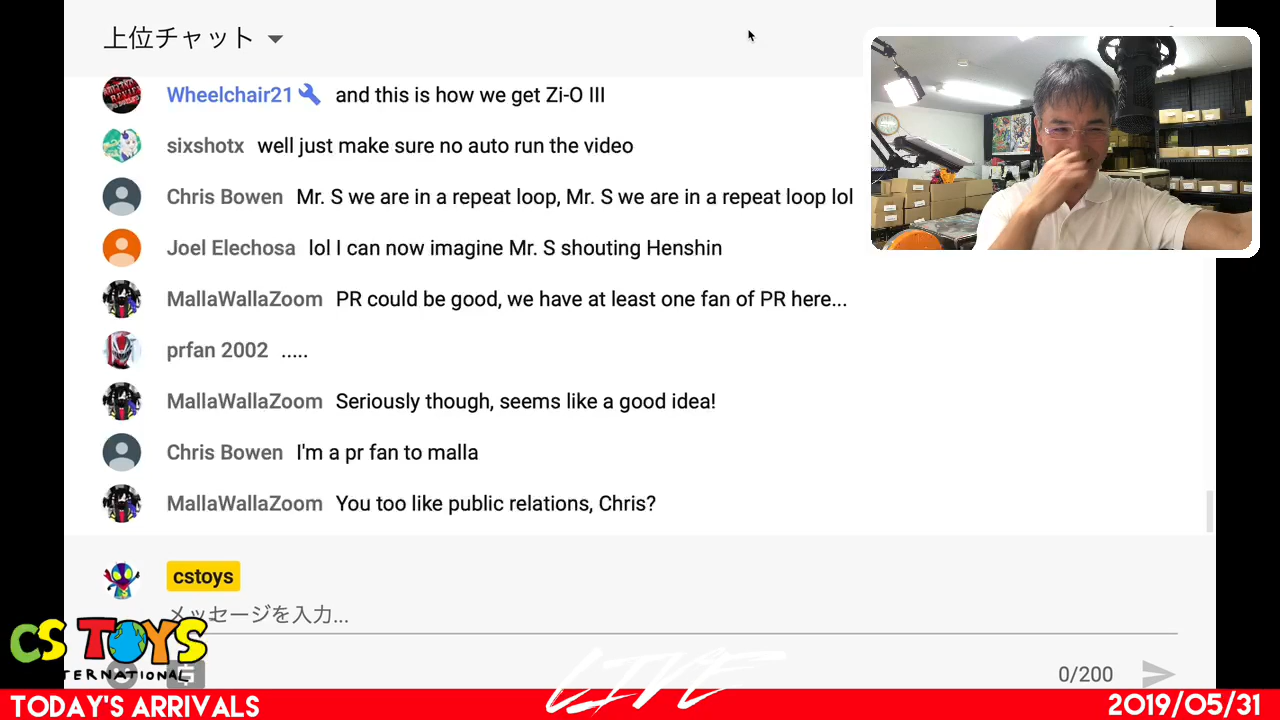 上位チャット
Wheelchair21 and this is how we get Zi-O III
sixshotx well just make sure no auto run the video
Chris Bowen Mr. S we are in a repeat loop, Mr. S we are in a repeat loop lol
Joel Elechosa lol I can now imagine Mr. S shouting Henshin
MallaWallaZoom PR could be good, we have at least one fan of PR here...
prfan 2002 .....
MallaWallaZoom Seriously though, seems like a good idea!
Chris Bowen I'm a pr fan to malla
MallaWallaZoom You too like public relations, Chris?
cstoys
メッセージを入力...
CS TOYS
TERNATIONAL
LIVE
0/200
TODAY'S ARRIVALS
2019/05/31